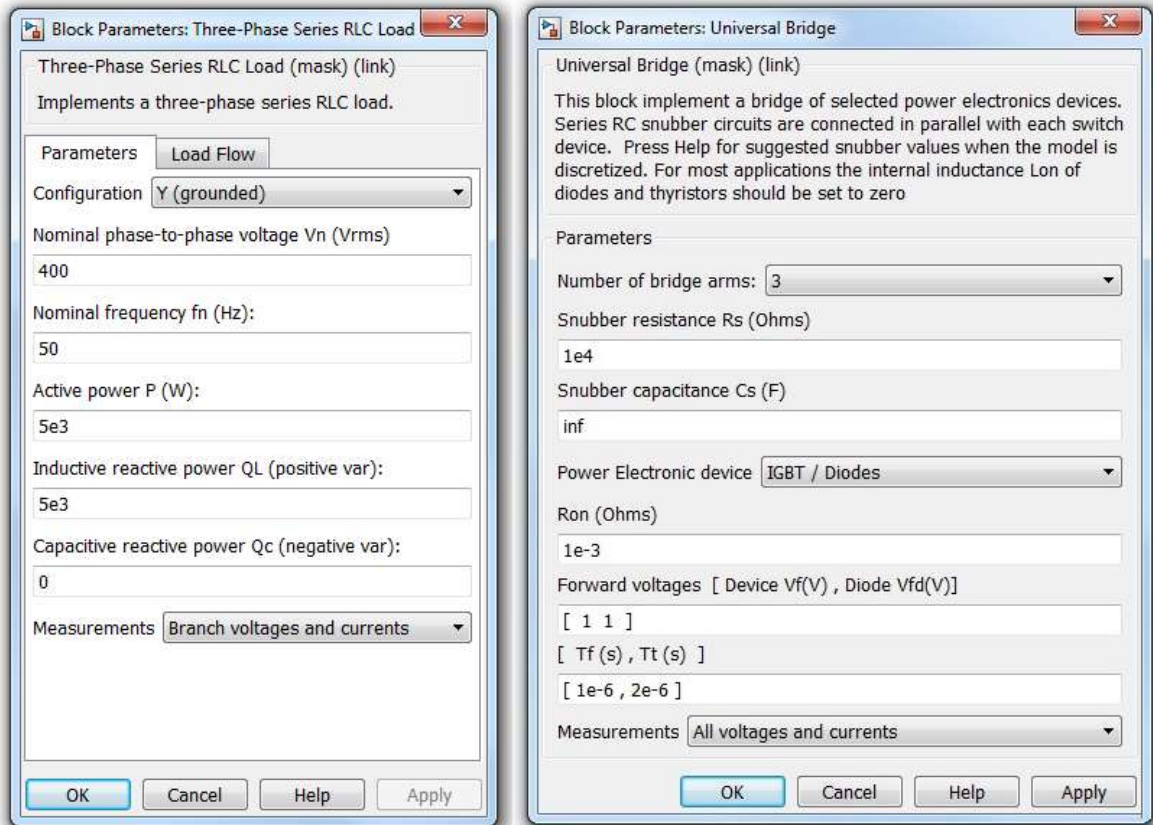 Block Parameters: Three-Phase Series RLC Load
Three-Phase Series RLC Load (mask) (link)
Implements a three-phase series RLC load.
Parameters
Load Flow
Configuration Y (grounded)
Nominal phase-to-phase voltage Vn (Vrms)
400
Nominal frequency fn (Hz):
50
Active power P (W):
5e3
Inductive reactive power QL (positive var):
5e3
Capacitive reactive power Qc (negative var):
0
Measurements Branch voltages and currents
OK Cancel Help Apply
Block Parameters: Universal Bridge
Universal Bridge (mask) (link)
This block implement a bridge of selected power electronics devices.
Series RC snubber circuits are connected in parallel with each switch
device. Press Help for suggested snubber values when the model is
discretized. For most applications the internal inductance Lon of
diodes and thyristors should be set to zero
Parameters
Number of bridge arms: 3
Snubber resistance Rs (Ohms)
1e4
Snubber capacitance Cs (F)
inf
Power Electronic device IGBT / Diodes
Ron (Ohms)
1e-3
Forward voltages [ Device Vf(V) , Diode Vfd(V)]
[ 1 1 ]
[ Tf (s) , Tt (s) ]
[ 1e-6 , 2e-6 ]
Measurements All voltages and currents
OK Cancel Help Apply